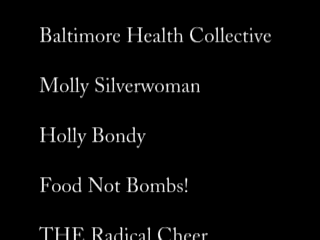 Baltimore Health Collective
Molly Silverwoman
Holly Bondy
Food Not Bombs!
THE Radical Cheer